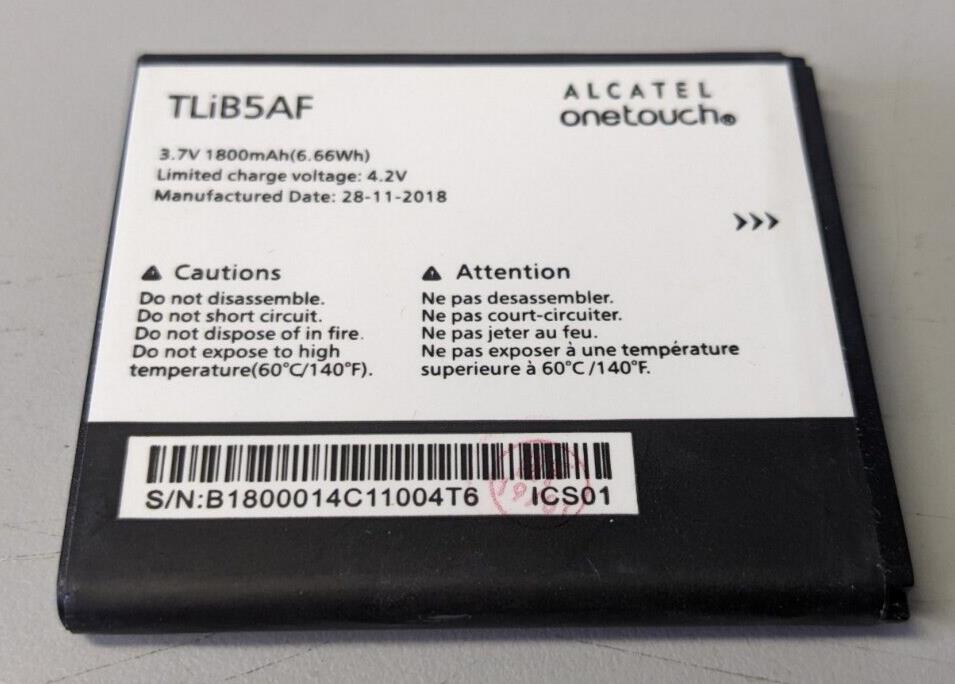 TLiB5AF
ALCATEL
onetouch®
3.7V 1800mAh(6.66Wh)
Limited charge voltage: 4.2V
Manufactured Date: 28-11-2018
Cautions
Do not disassemble.
Do not short circuit.
Do not dispose of in fire.
Do not expose to high
temperature(60°C/140°F).
Attention
Ne pas desassembler.
Ne pas court-circuiter.
Ne pas jeter au feu.
Ne pas exposer à une température
superieure à 60°C/140°F.
S/N:B1800014C11004T6 ICS01